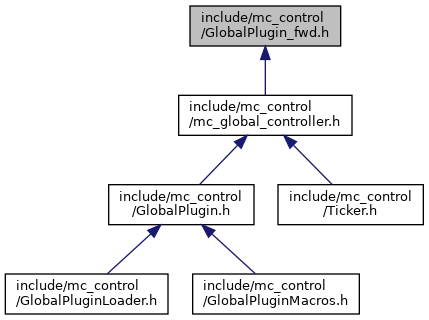 include/mc_control
/GlobalPlugin_fwd.h
include/mc_control
/mc_global_controller.h
include/mc_control
/GlobalPlugin.h
include/mc_control
/Ticker.h
include/mc_control
/GlobalPluginLoader.h
include/mc_control
/GlobalPluginMacros.h